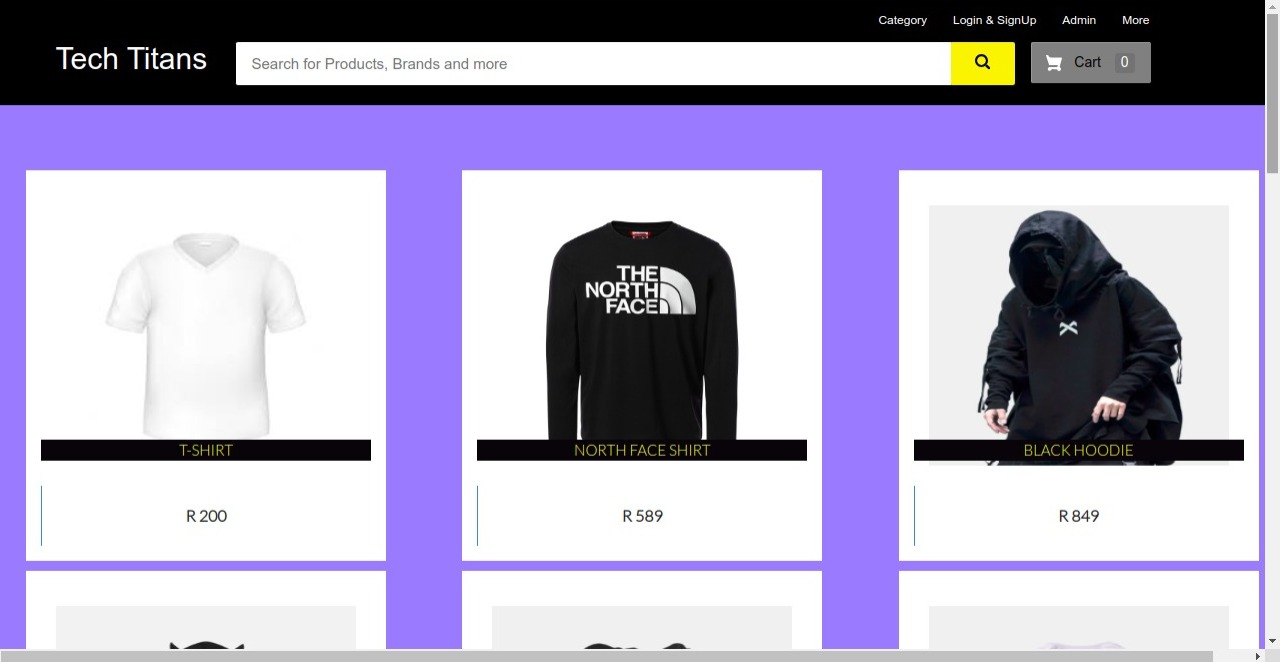 Category Login & SignUp Admin More
Tech Titans
Search for Products, Brands and more
Cart 0
THE
NORTH
FACE
T-SHIRT
NORTH FACE SHIRT
BLACK HOODIE
R 200
R 589
R 849